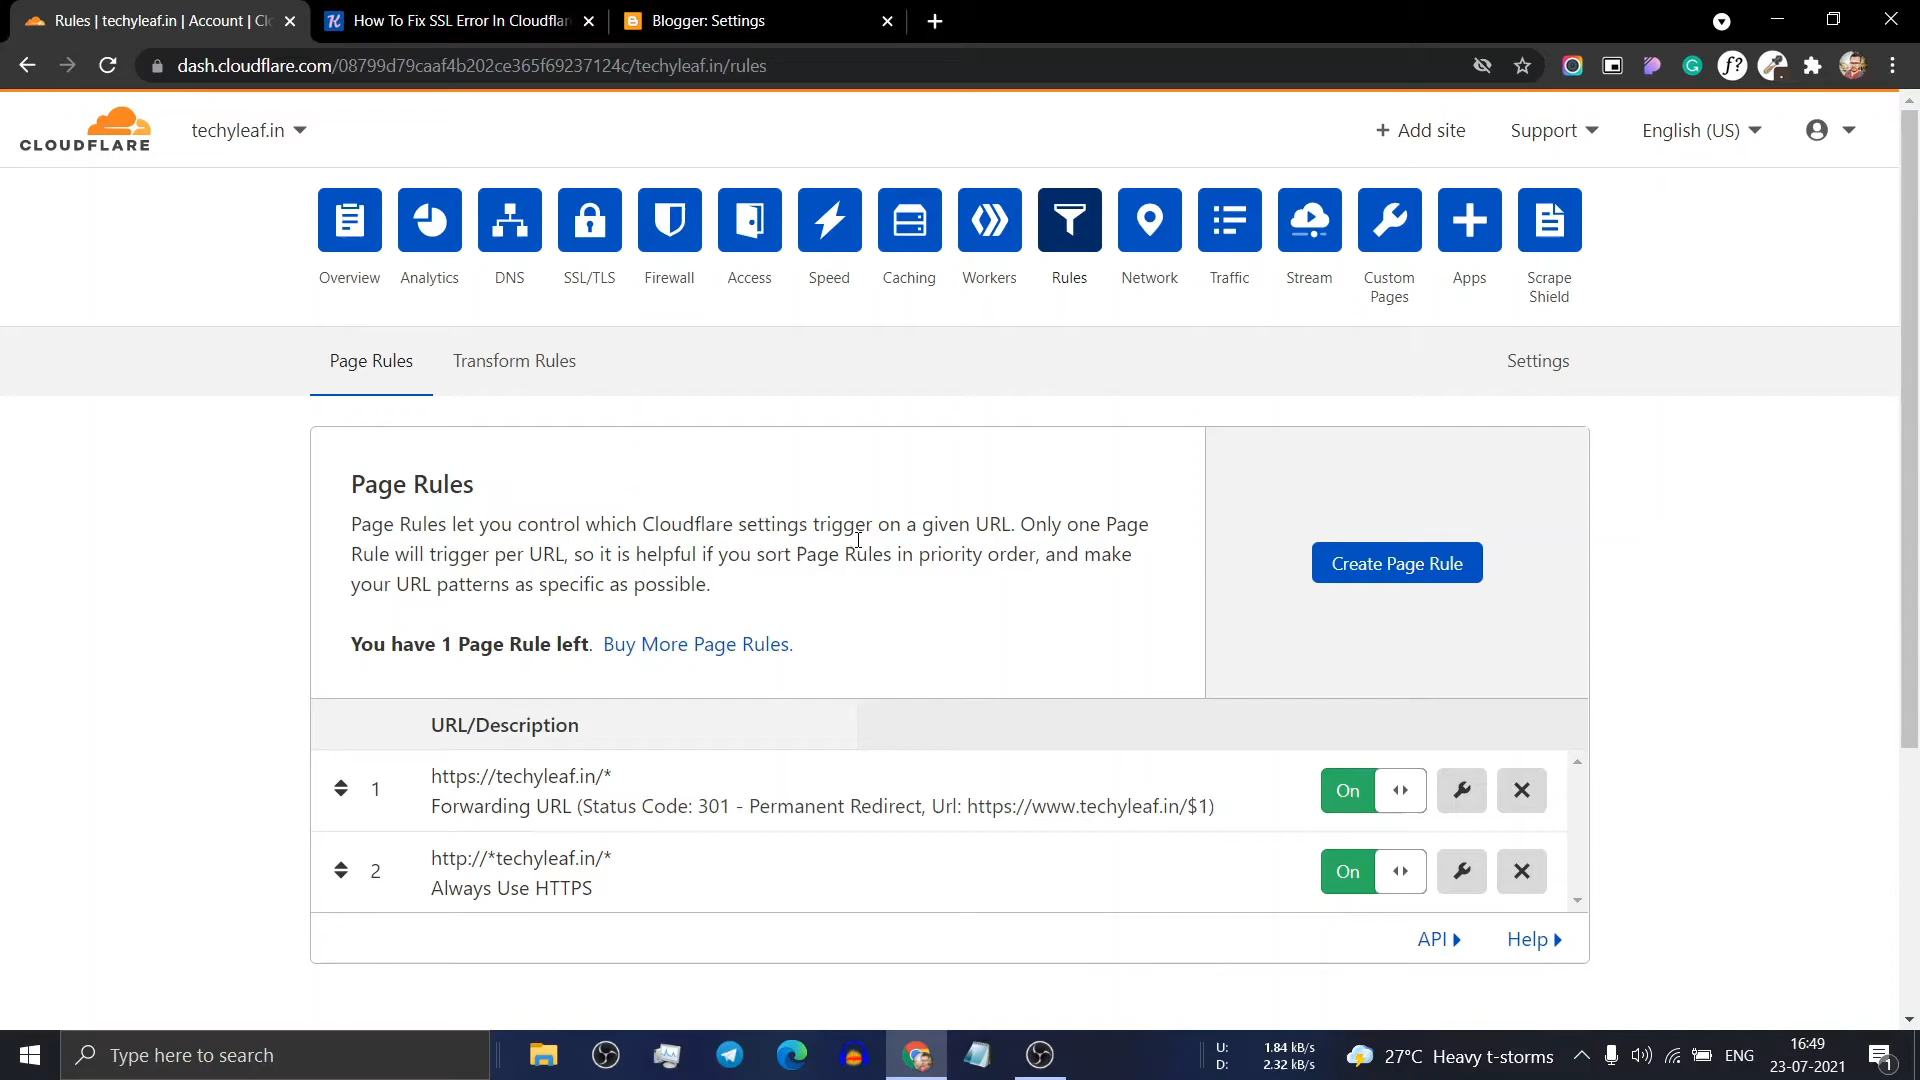 Rules | techyleaf.in | Account | Cl
How To Fix SSL Error In Cloudflar
Blogger: Settings
dash.cloudflare.com/08799d79caaf4b202ce365f69237124c/techyleaf.in/rules
CLOUDFLARE
techyleaf.in
+ Add site
Support
English (US)
Overview
Analytics
DNS
SSL/TLS
Firewall
Access
Speed
Caching
Workers
Rules
Network
Traffic
Stream
Custom
Pages
Apps
Scrape
Shield
Page Rules
Transform Rules
Settings
Page Rules
Page Rules let you control which Cloudflare settings trigger on a given URL. Only one Page
Rule will trigger per URL, so it is helpful if you sort Page Rules in priority order, and make
your URL patterns as specific as possible.
You have 1 Page Rule left. Buy More Page Rules.
Create Page Rule
URL/Description
1
https://techyleaf.in/*
Forwarding URL (Status Code: 301 - Permanent Redirect, Url: https://www.techyleaf.in/$1)
On
2
http://*techyleaf.in/*
Always Use HTTPS
On
API
Help
Type here to search
U: 1.84 kB/s
D: 2.32 kB/s
27°C Heavy t-storms
ENG
16:49
23-07-2021
1